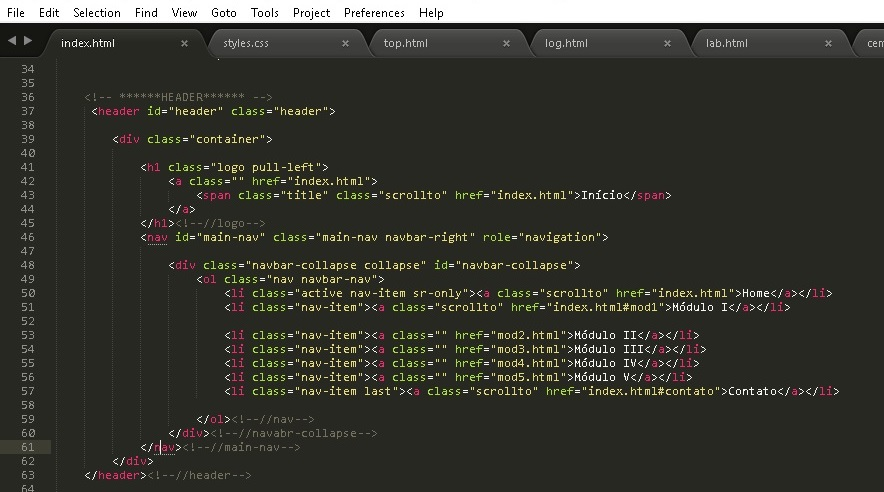 File Edit Selection Find View Goto Tools Project Preferences Help
index.html × styles.css × top.html × log.html × lab.html × cen
34
35
36 <!-- ******HEADER****** -->
37 <header id="header" class="header">
38
39 <div class="container">
40
41 <h1 class="logo pull-left">
42 <a class="" href="index.html">
43 <span class="title" class="scrollto" href="index.html">Início</span>
44 </a>
45 </h1><!--//logo-->
46 <nav id="main-nav" class="main-nav navbar-right" role="navigation">
47
48 <div class="navbar-collapse collapse" id="navbar-collapse">
49 <ol class="nav navbar-nav">
50 <li class="active nav-item sr-only"><a class="scrollto" href="index.html">Home</a></li>
51 <li class="nav-item"><a class="scrollto" href="index.html#mod1">Módulo I</a></li>
52
53 <li class="nav-item"><a class="" href="mod2.html">Módulo II</a></li>
54 <li class="nav-item"><a class="" href="mod3.html">Módulo III</a></li>
55 <li class="nav-item"><a class="" href="mod4.html">Módulo IV</a></li>
56 <li class="nav-item"><a class="" href="mod5.html">Módulo V</a></li>
57 <li class="nav-item last"><a class="scrollto" href="index.html#contato">Contato</a></li>
58
59 </ol><!--//nav-->
60 </div><!--//navabr-collapse-->
61 </nav><!--//main-nav-->
62 </div>
63 </header><!--//header-->
64